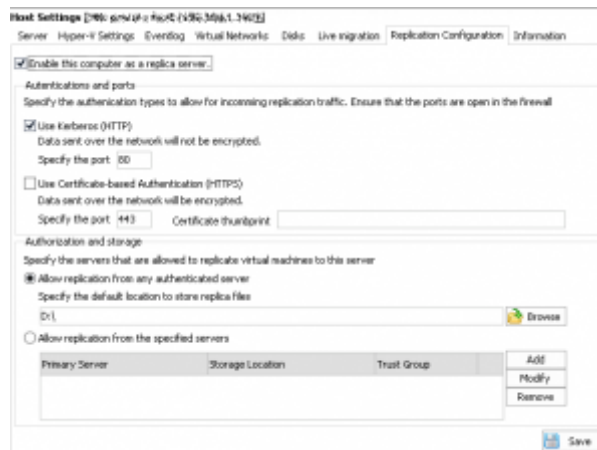 Host Settings
Server Hyper-V Settings Eventlog Virtual Networks Disks Live migration Replication Configuration Information
Enable this computer as a replica server.
Autentications and ports
Specify the authenication types to allow for incomming replication traffic. Ensure that the ports are open in the firewall
Use Kerberos (HTTP)
Data sent over the network will not be encrypted.
Specify the port 80
Use Certificate-based Authentication (HTTPS)
Data sent over the network will be encrypted.
Specify the port 443 Certificate thumbprint
Authorization and storage
Specify the servers that are allowed to replicate virtual machines to this server
Allow replication from any authenticated server
Specify the default location to store replica files
D:\ Browse
Allow replication from the specified servers
Primary Server Storage Location Trust Group Add
Modify
Remove
Save